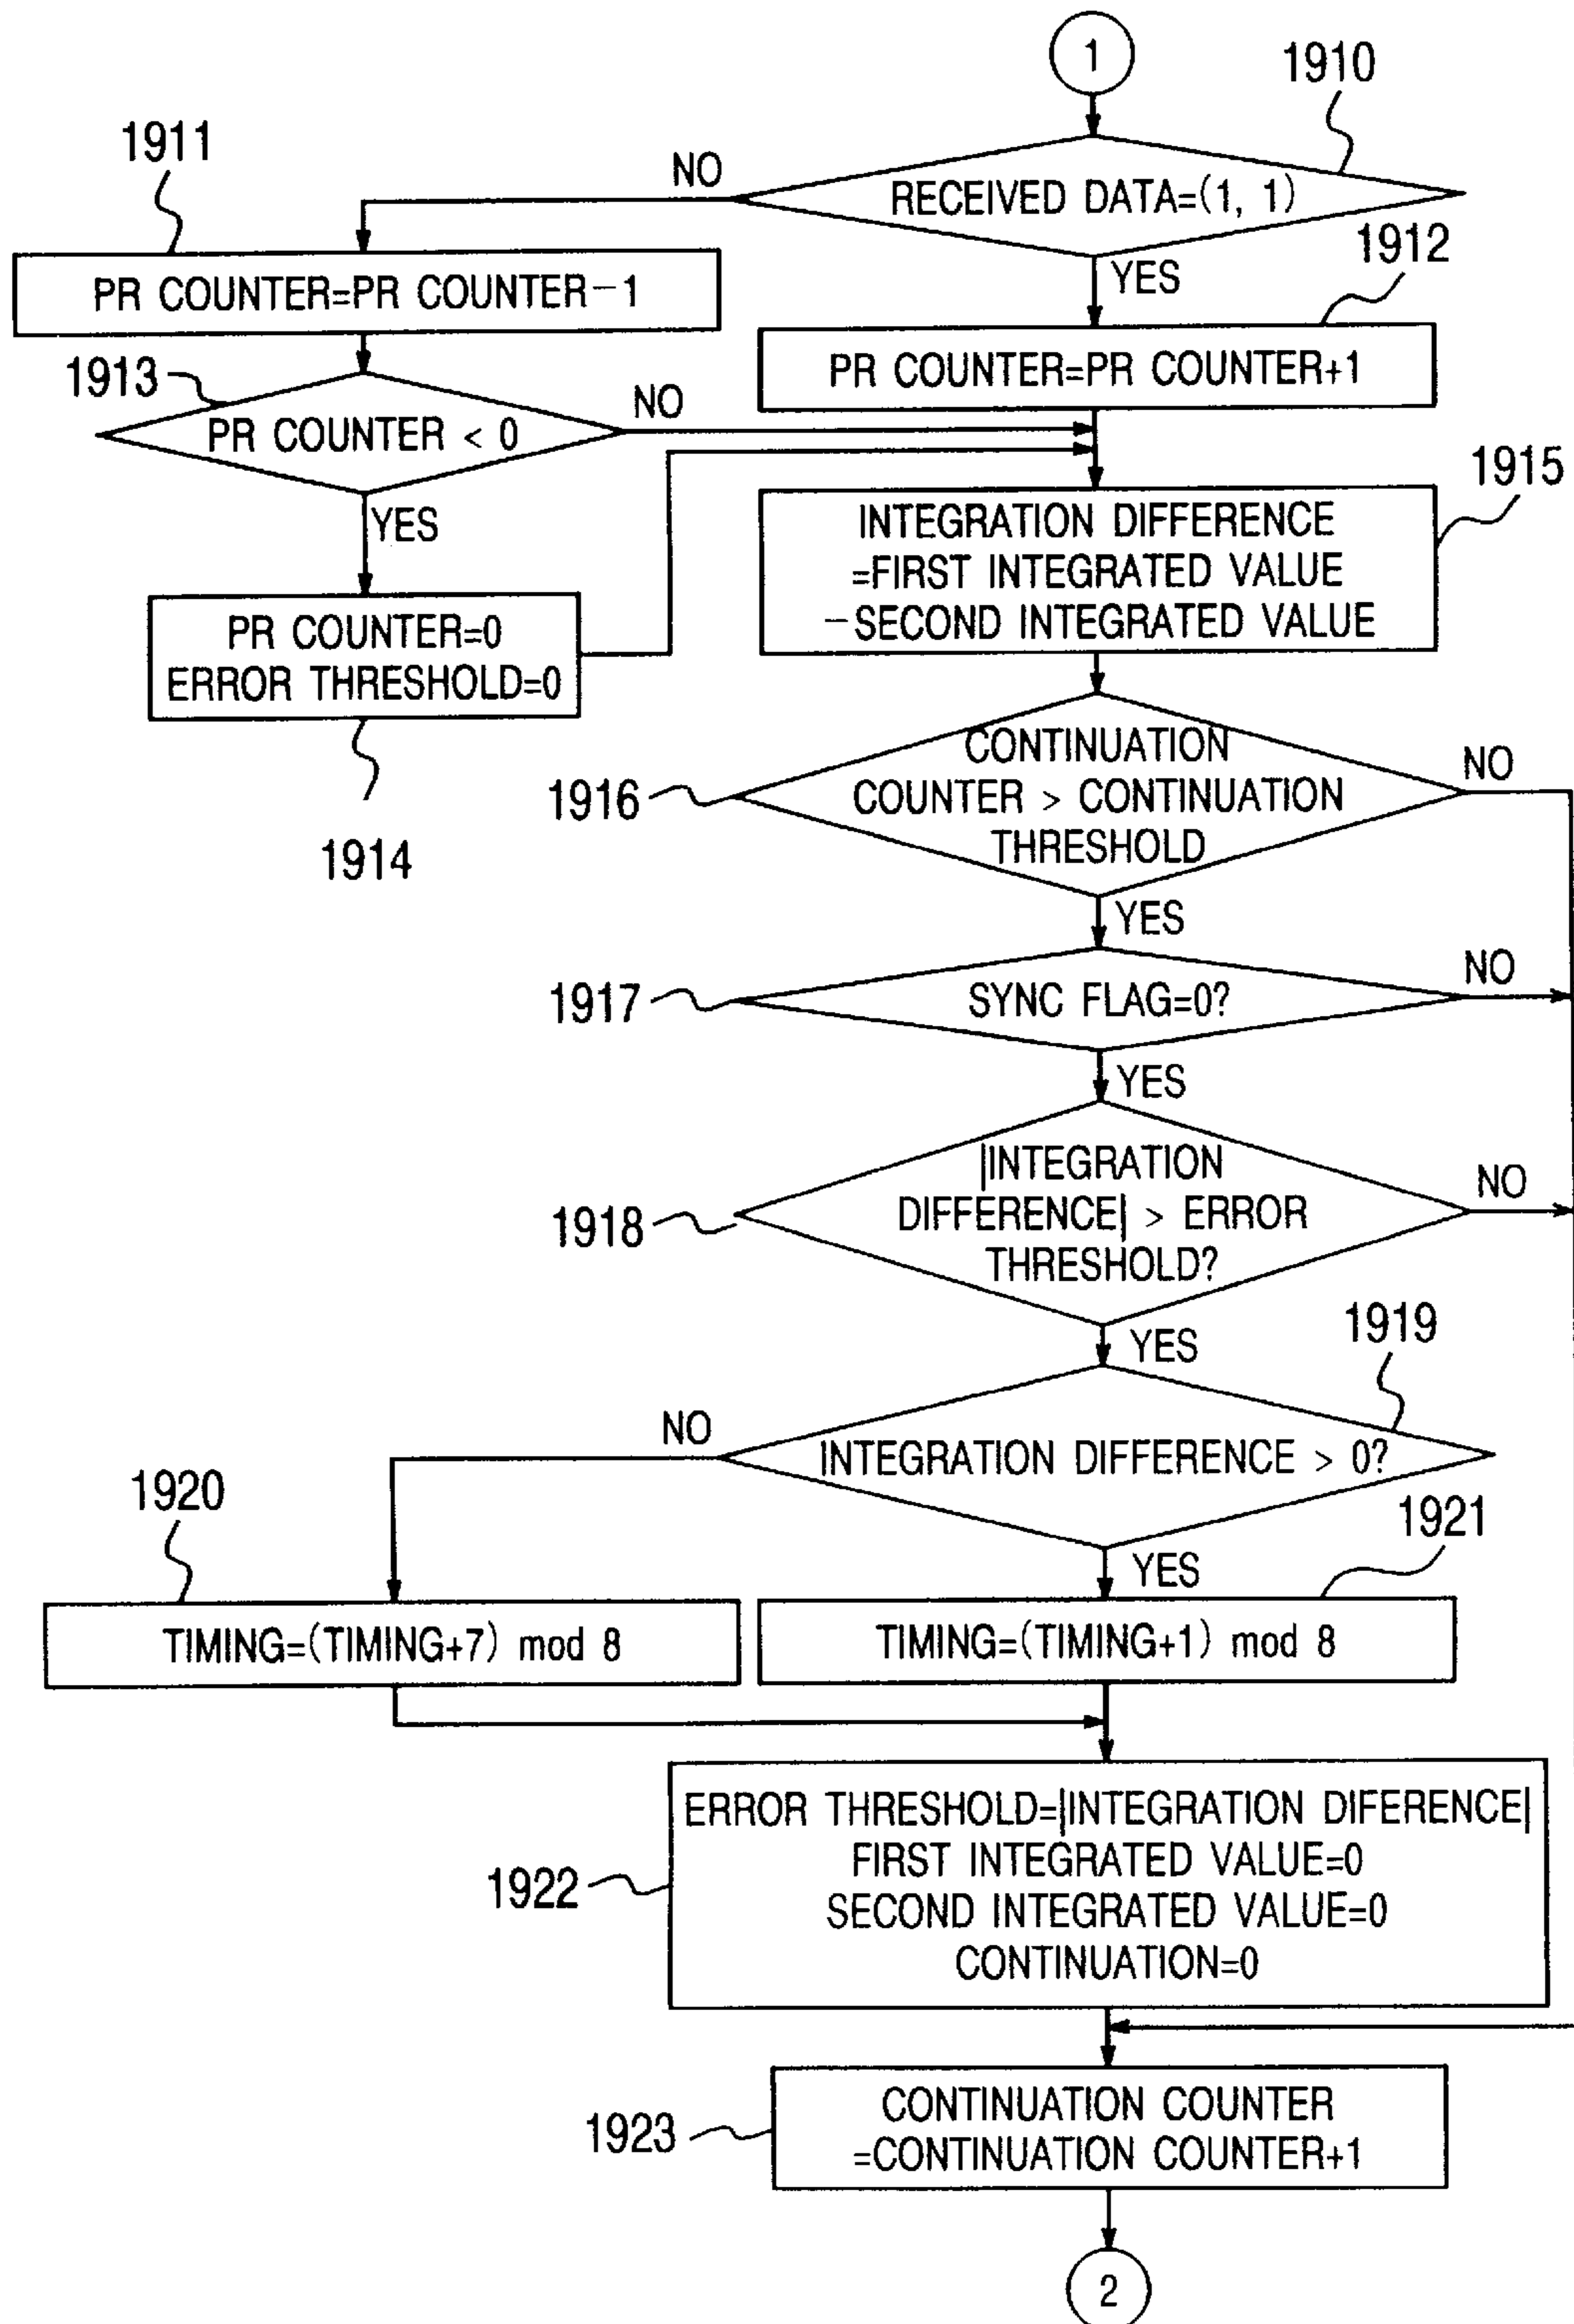 1
1910
1911
NO
RECEIVED DATA=(1, 1)
1912
YES
PR COUNTER=PR COUNTER−1
PR COUNTER=PR COUNTER+1
1913
NO
PR COUNTER < 0
YES
1915
INTEGRATION DIFFERENCE
=FIRST INTEGRATED VALUE
−SECOND INTEGRATED VALUE
PR COUNTER=0
ERROR THRESHOLD=0
1914
CONTINUATION
COUNTER > CONTINUATION
THRESHOLD
NO
1916
YES
NO
SYNC FLAG=0?
1917
YES
|INTEGRATION
DIFFERENCE| > ERROR
THRESHOLD?
NO
1918
YES
1919
NO
INTEGRATION DIFFERENCE > 0?
1920
1921
YES
TIMING=(TIMING+7) mod 8
TIMING=(TIMING+1) mod 8
ERROR THRESHOLD=|INTEGRATION DIFERENCE|
FIRST INTEGRATED VALUE=0
SECOND INTEGRATED VALUE=0
CONTINUATION=0
1922
CONTINUATION COUNTER
=CONTINUATION COUNTER+1
1923
2